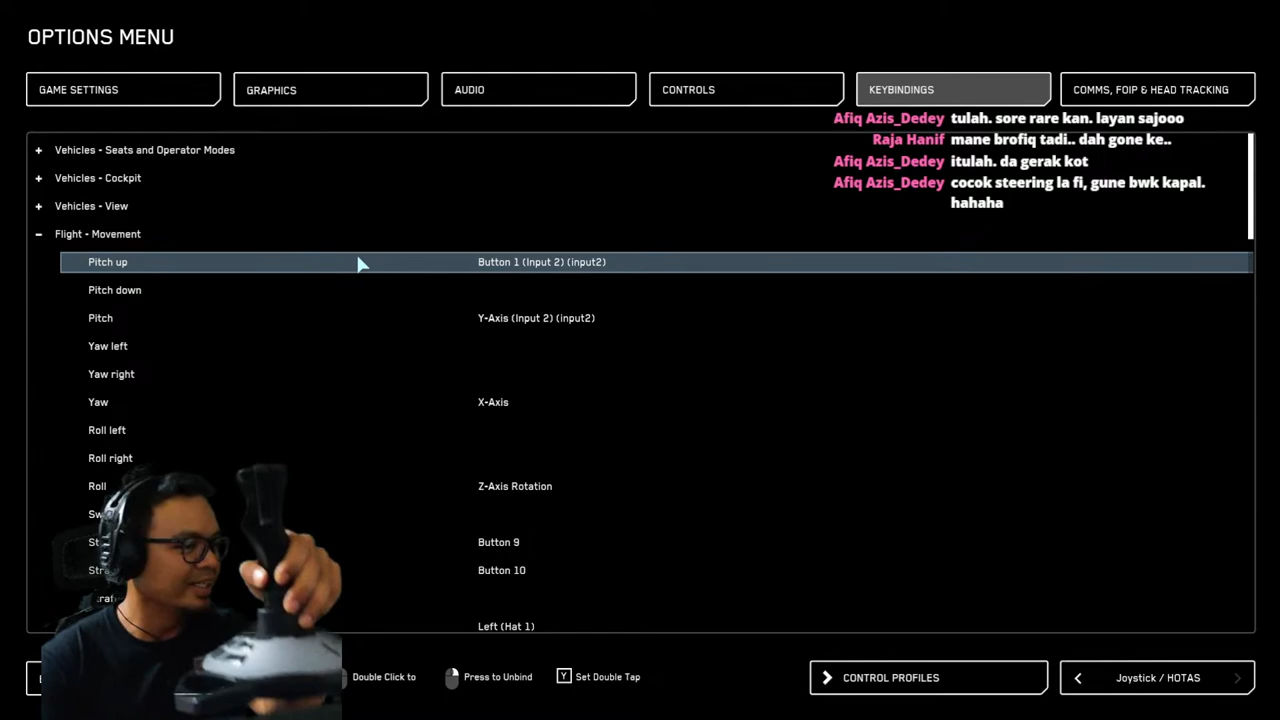 OPTIONS MENU
GAME SETTINGS
GRAPHICS
AUDIO
CONTROLS
KEYBINDINGS
COMMS, FOIP & HEAD TRACKING
Afiq Azis_Dedey tulah. sore rare kan. layan sajooo
Raja Hanif mane brofiq tadi.. dah gone ke..
Afiq Azis_Dedey itulah. da gerak kot
Afiq Azis_Dedey cocok steering la fi, gune bwk kapal.
hahaha
+ Vehicles - Seats and Operator Modes
+ Vehicles - Cockpit
+ Vehicles - View
- Flight - Movement
Pitch up Button 1 (Input 2) (input2)
Pitch down
Pitch Y-Axis (Input 2) (input2)
Yaw left
Yaw right
Yaw X-Axis
Roll left
Roll right
Roll Z-Axis Rotation
Button 9
Button 10
Left (Hat 1)
Double Click to
Press to Unbind
Y Set Double Tap
CONTROL PROFILES
Joystick / HOTAS